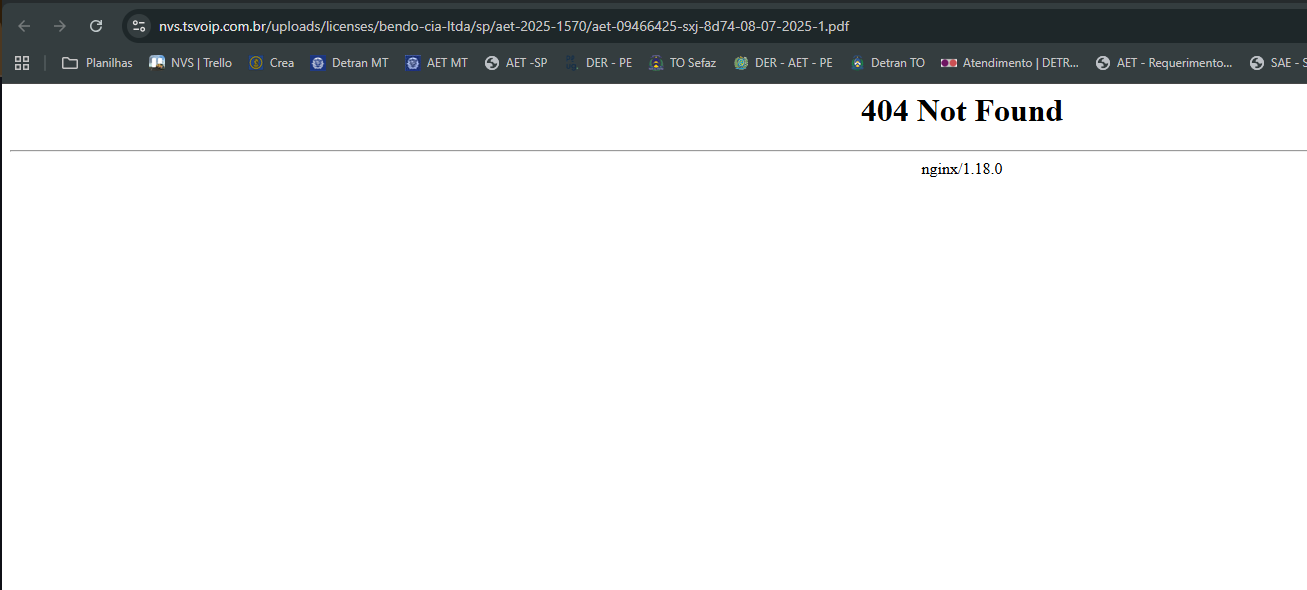 nvs.tsvoip.com.br/uploads/licenses/bendo-cia-ltda/sp/aet-2025-1570/aet-09466425-sxj-8d74-08-07-2025-1.pdf
Planilhas NVS | Trello Crea Detran MT AET MT AET -SP DER - PE TO Sefaz DER - AET - PE Detran TO Atendimento | DETR... AET - Requerimento... SAE - S
404 Not Found
nginx/1.18.0